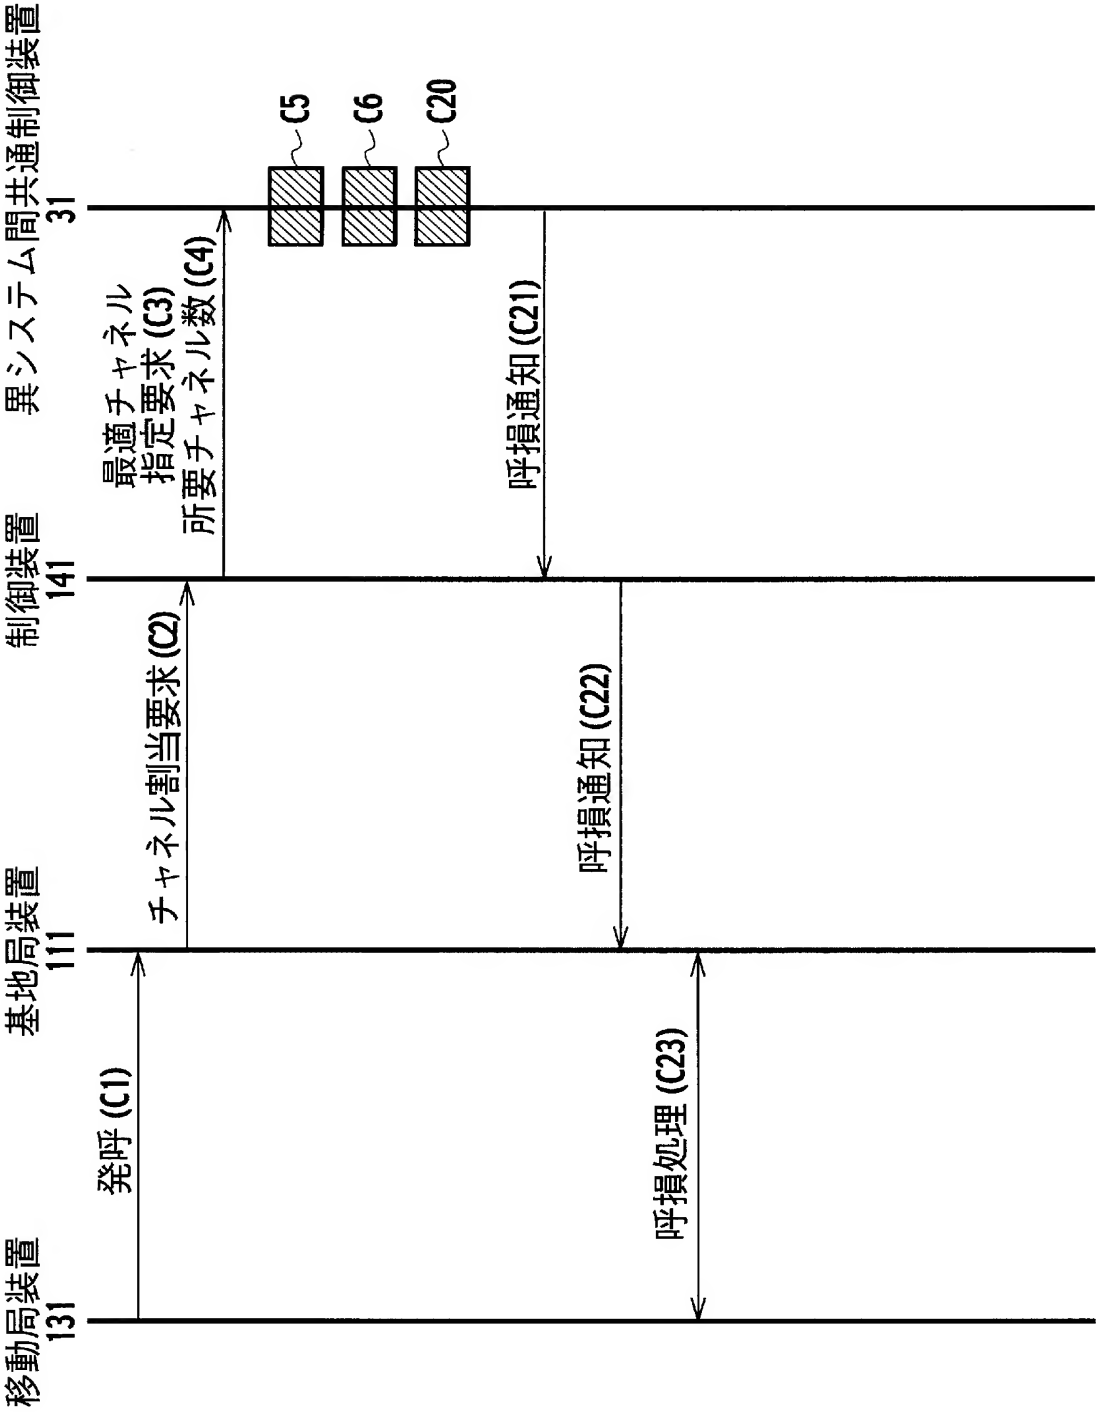 移動局装置
131
基地局装置
111
制御装置
141
異システム間共通制御装置
31
発呼(C1)
チャネル割当要求(C2)
最適チャネル
指定要求(C3)
所要チャネル数(C4)
C5
C6
C20
呼損通知(C21)
呼損通知(C22)
呼損処理(C23)